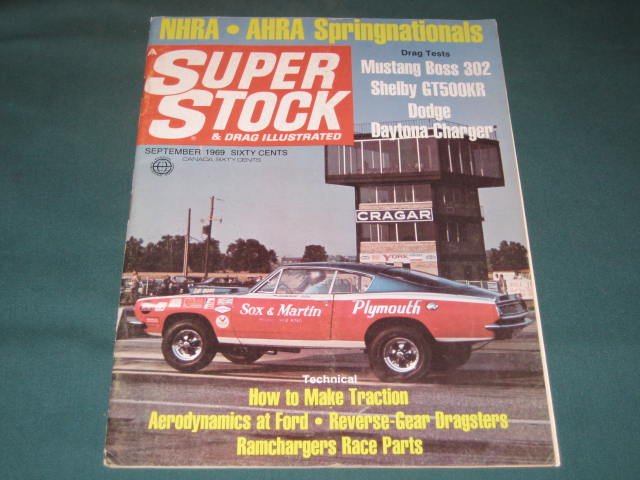 NHRA • AHRA Springnationals
SUPER
STOCK
& DRAG ILLUSTRATED
SEPTEMBER 1969 SIXTY CENTS
CANADA, SIXTY CENTS
Drag Tests
Mustang Boss 302
Shelby GT500KR
Dodge
Daytona Charger
CRAGAR
YORK
Sox & Martin
Plymouth
Technical
How to Make Traction
Aerodynamics at Ford • Reverse-Gear Dragsters
Ramchargers Race Parts